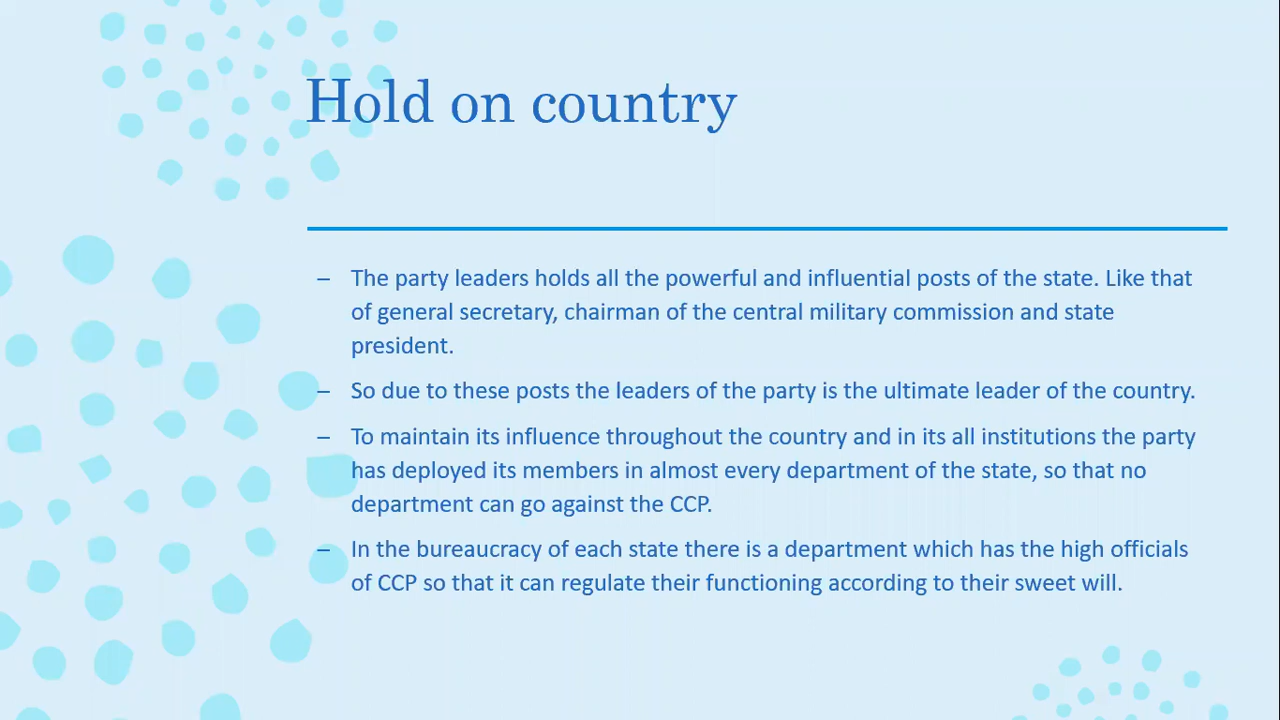 Hold on country
– The party leaders holds all the powerful and influential posts of the state. Like that
of general secretary, chairman of the central military commission and state
president.
– So due to these posts the leaders of the party is the ultimate leader of the country.
– To maintain its influence throughout the country and in its all institutions the party
has deployed its members in almost every department of the state, so that no
department can go against the CCP.
– In the bureaucracy of each state there is a department which has the high officials
of CCP so that it can regulate their functioning according to their sweet will.